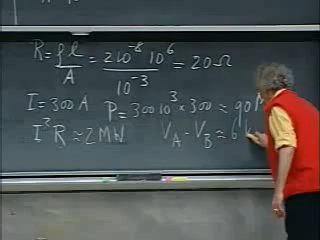 R = ρl/A = 2 10⁻⁸ 10⁶ / 10⁻³ = 20 Ω
I = 300 A P = 300 10³ × 300 ≈ 90
I²R ≈ 2 MW V_A - V_B ≈ 6